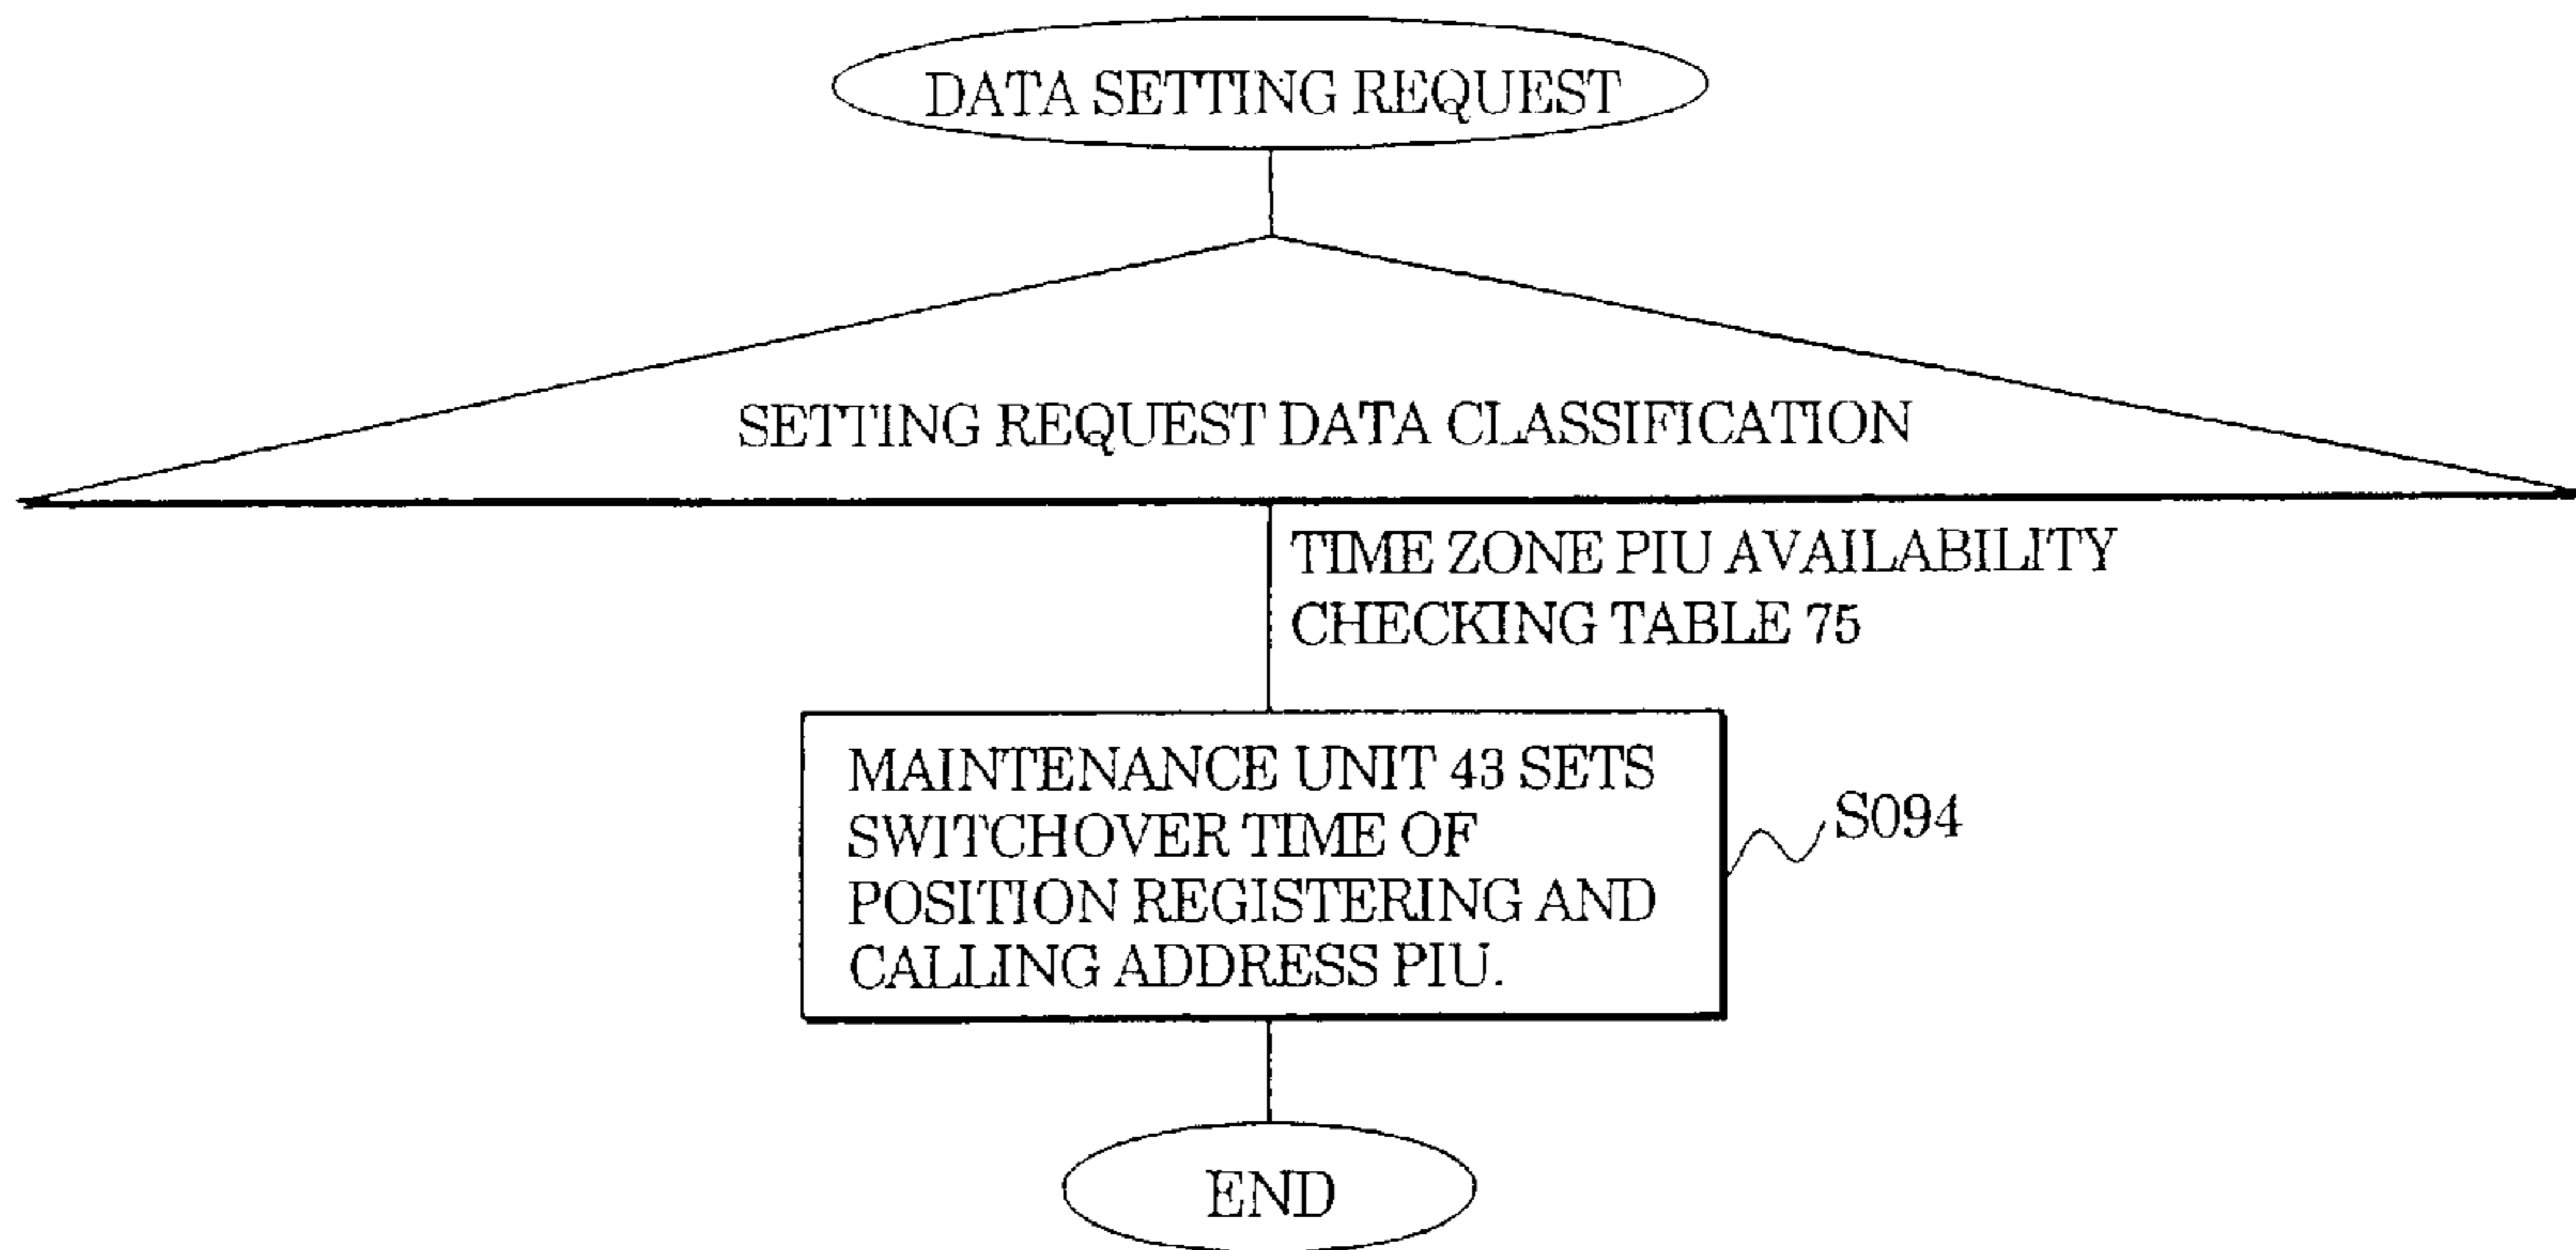 DATA SETTING REQUEST
SETTING REQUEST DATA CLASSIFICATION
TIME ZONE PIU AVAILABILITY
CHECKING TABLE 75
MAINTENANCE UNIT 43 SETS
SWITCHOVER TIME OF
POSITION REGISTERING AND
CALLING ADDRESS PIU.
S094
END